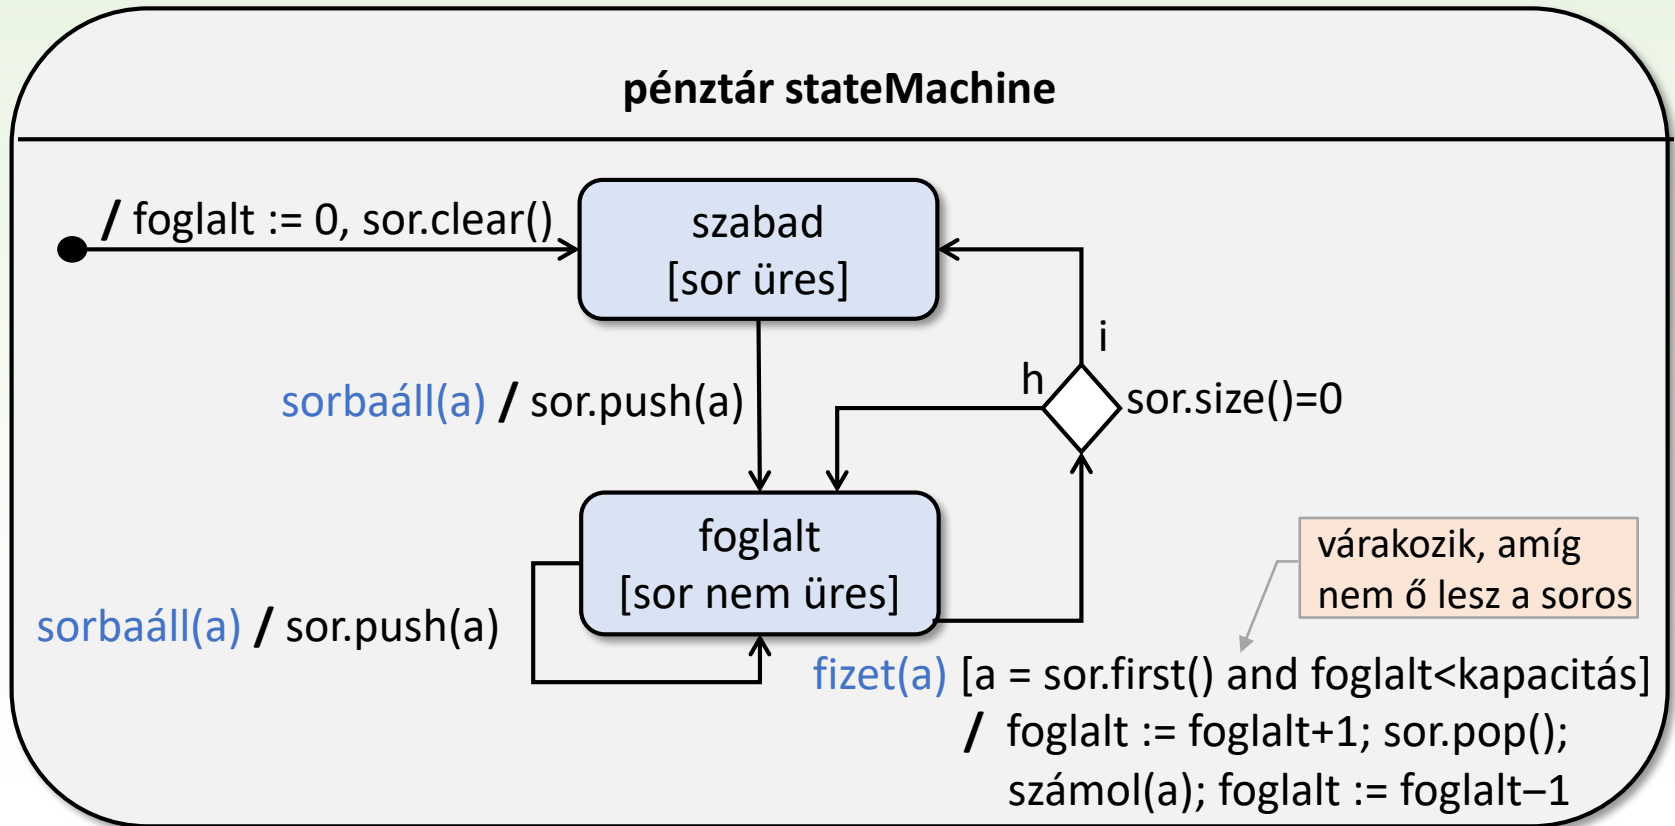 pénztár stateMachine
/ foglalt := 0, sor.clear()
szabad
[sor üres]
i
h
sor.size()=0
sorbaáll(a) / sor.push(a)
foglalt
[sor nem üres]
várakozik, amíg
nem ő lesz a soros
sorbaáll(a) / sor.push(a)
fizet(a) [a = sor.first() and foglalt<kapacitás]
/ foglalt := foglalt+1; sor.pop();
számol(a); foglalt := foglalt–1